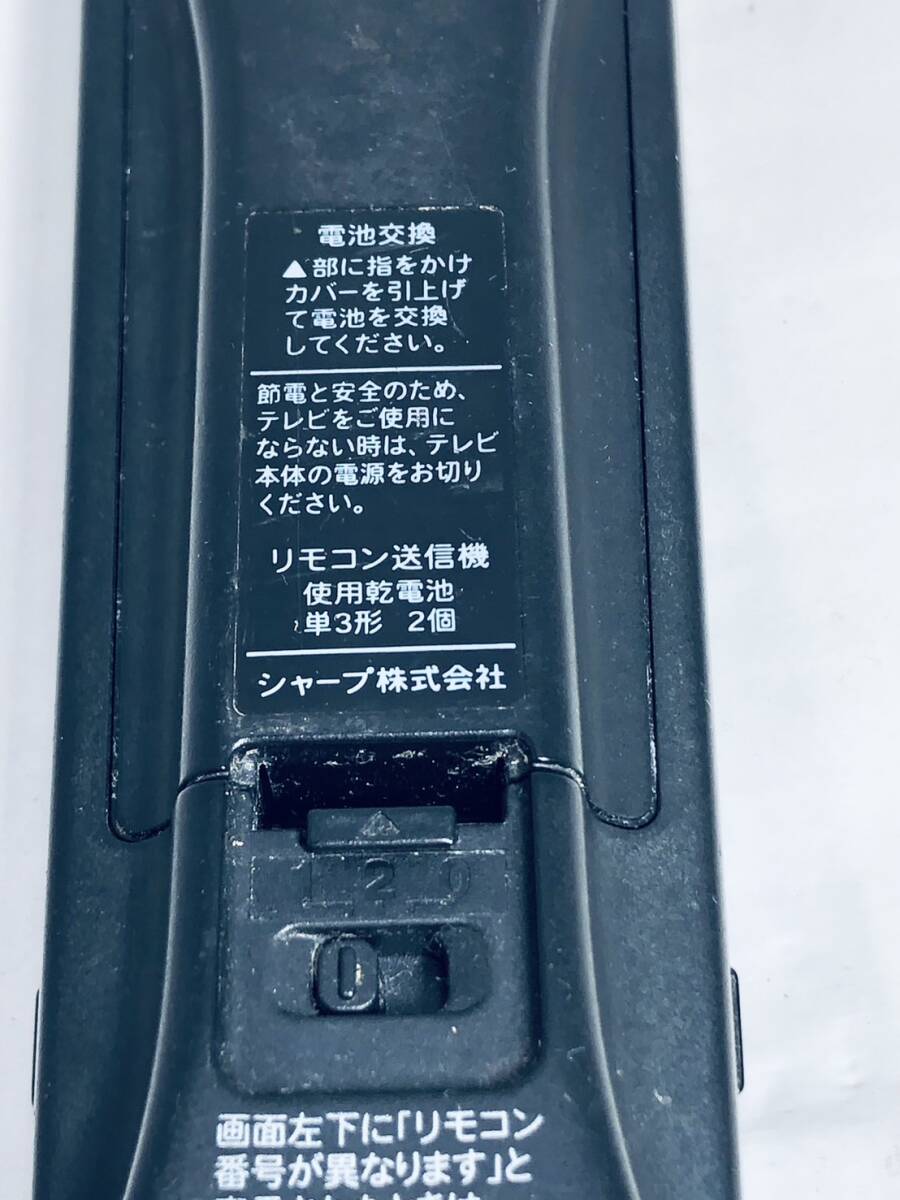 電池交換
▲部に指をかけ
カバーを引上げ
て電池を交換
してください。
節電と安全のため、
テレビをご使用に
ならない時は、テレビ
本体の電源をお切り
ください。
リモコン送信機
使用乾電池
単3形 2個
シャープ株式会社
1 2 0
0
画面左下に「リモコン
番号が異なります」と